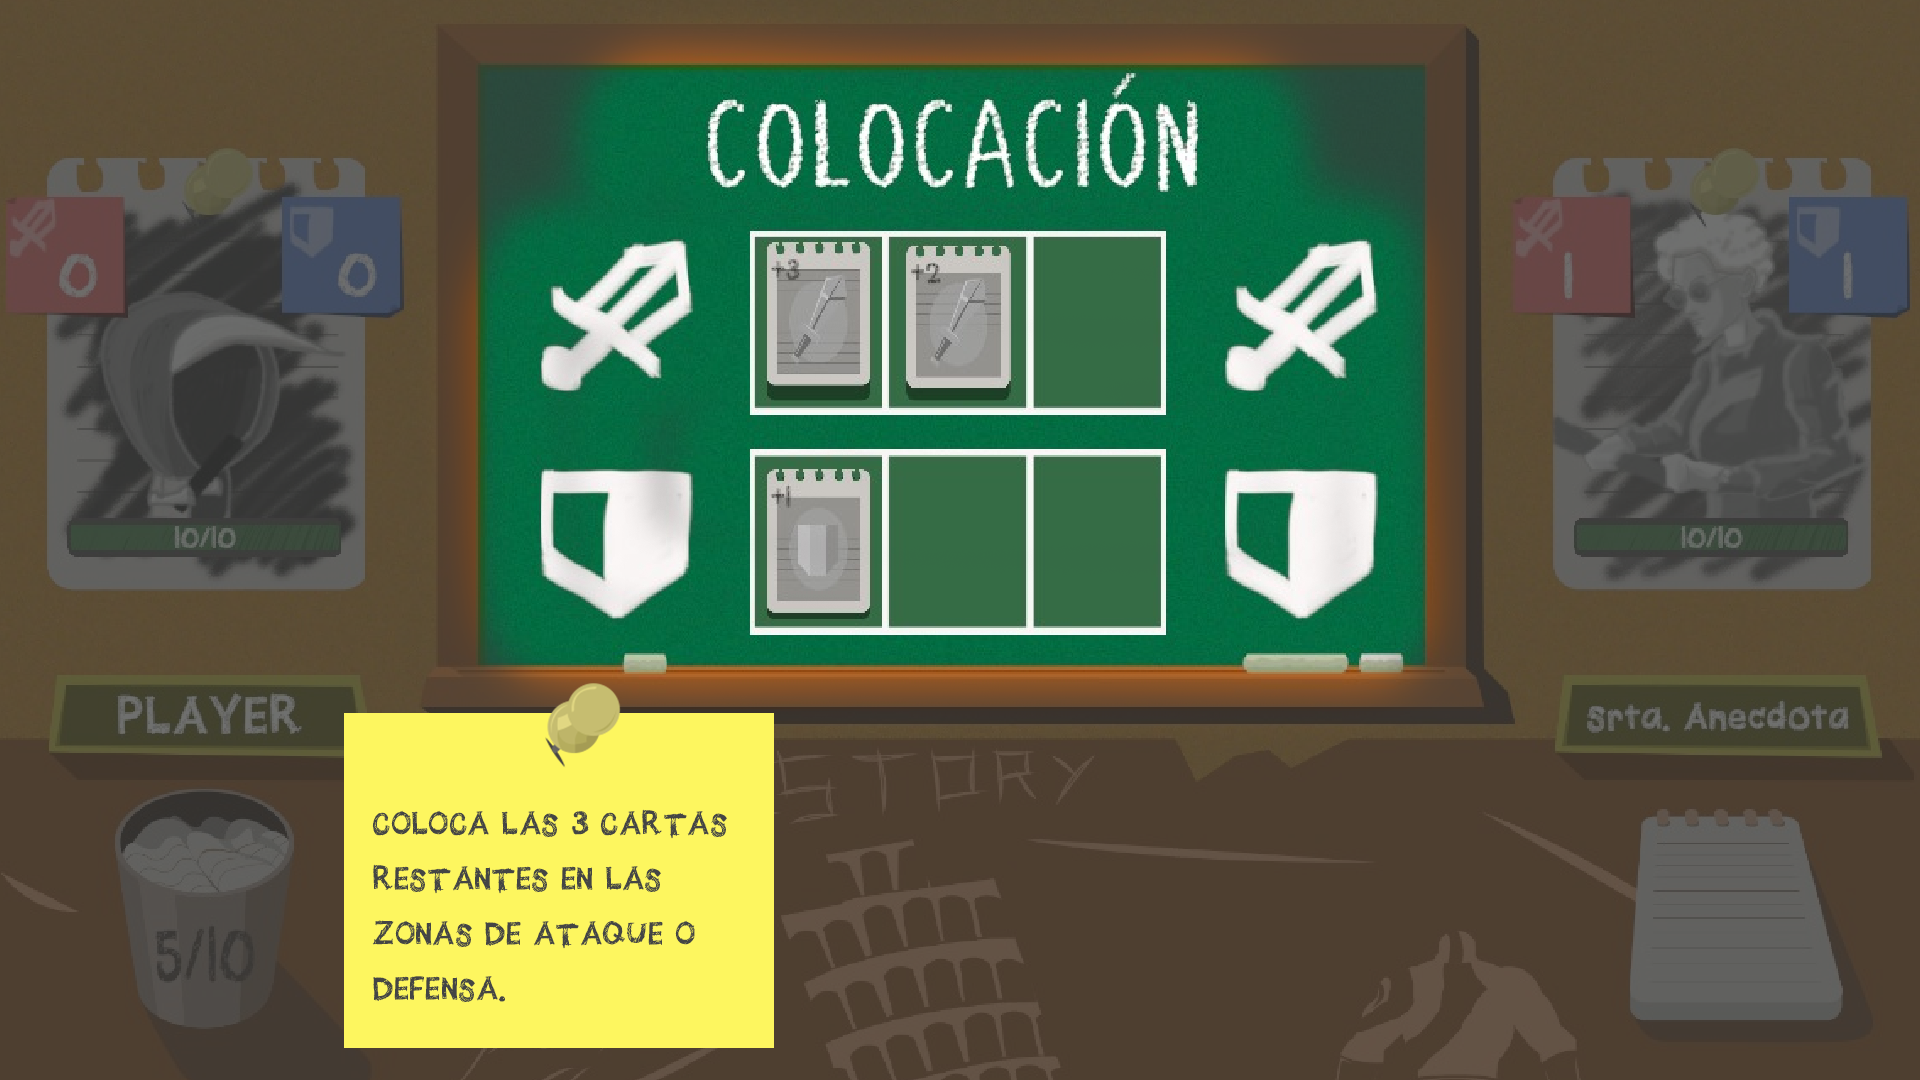 COLOCACIÓN
0
0
+3
+2
1
1
+1
10/10
10/10
PLAYER
Srta. Anecdota
STORY
COLOCA LAS 3 CARTAS
RESTANTES EN LAS
ZONAS DE ATAQUE O
DEFENSA.
5/10